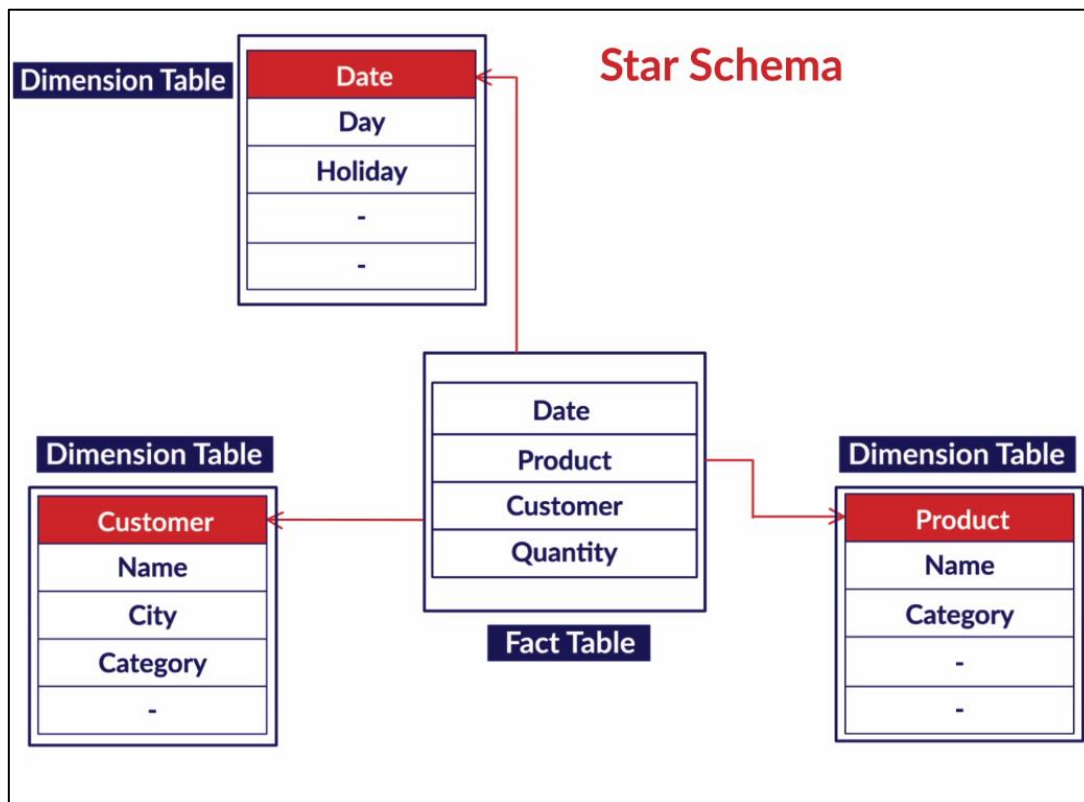 Star Schema
Dimension Table
Date
Day
Holiday
-
-
Date
Product
Customer
Quantity
Fact Table
Dimension Table
Customer
Name
City
Category
-
Dimension Table
Product
Name
Category
-
-